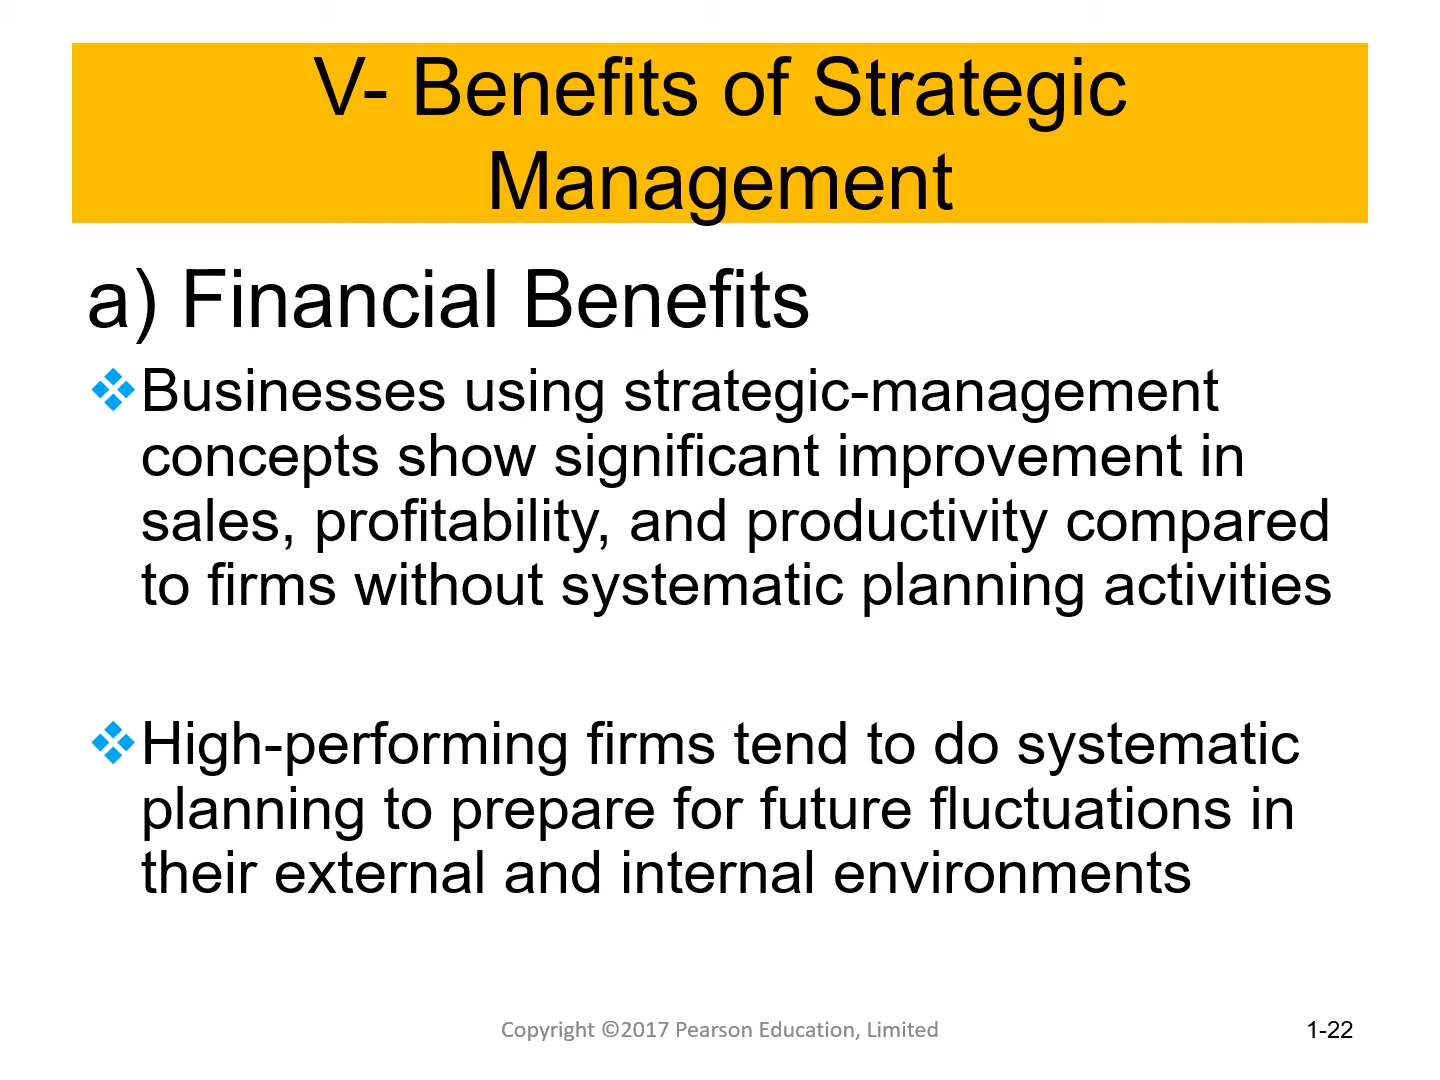 V- Benefits of Strategic
Management
a) Financial Benefits
❖Businesses using strategic-management
concepts show significant improvement in
sales, profitability, and productivity compared
to firms without systematic planning activities
❖High-performing firms tend to do systematic
planning to prepare for future fluctuations in
their external and internal environments
Copyright ©2017 Pearson Education, Limited
1-22